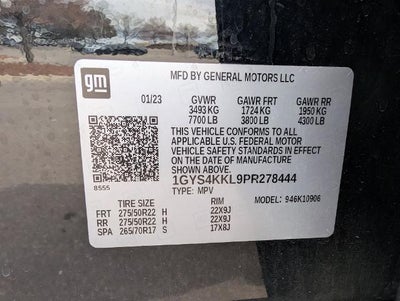 gm
MFD BY GENERAL MOTORS LLC
01/23 GVWR GAWR FRT GAWR RR
3493 KG 1724 KG 1950 KG
7700 LB 3800 LB 4300 LB
THIS VEHICLE CONFORMS TO ALL
APPLICABLE U.S. FEDERAL MOTOR
VEHICLE SAFETY STANDARDS IN EFFECT
ON THE DATE OF MANUFACTURE SHOWN
ABOVE.
8555 1GYS4KKL9PR278444
TYPE: MPV
TIRE SIZE RIM MODEL: 946K10906
FRT 275/50R22 H 22X9J
RR 275/50R22 H 22X9J
SPA 265/70R17 S 17X8J